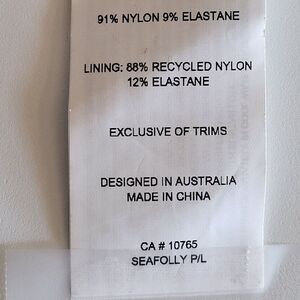 91% NYLON 9% ELASTANE
LINING: 88% RECYCLED NYLON
12% ELASTANE
EXCLUSIVE OF TRIMS
DESIGNED IN AUSTRALIA
MADE IN CHINA
CA # 10765
SEAFOLLY P/L